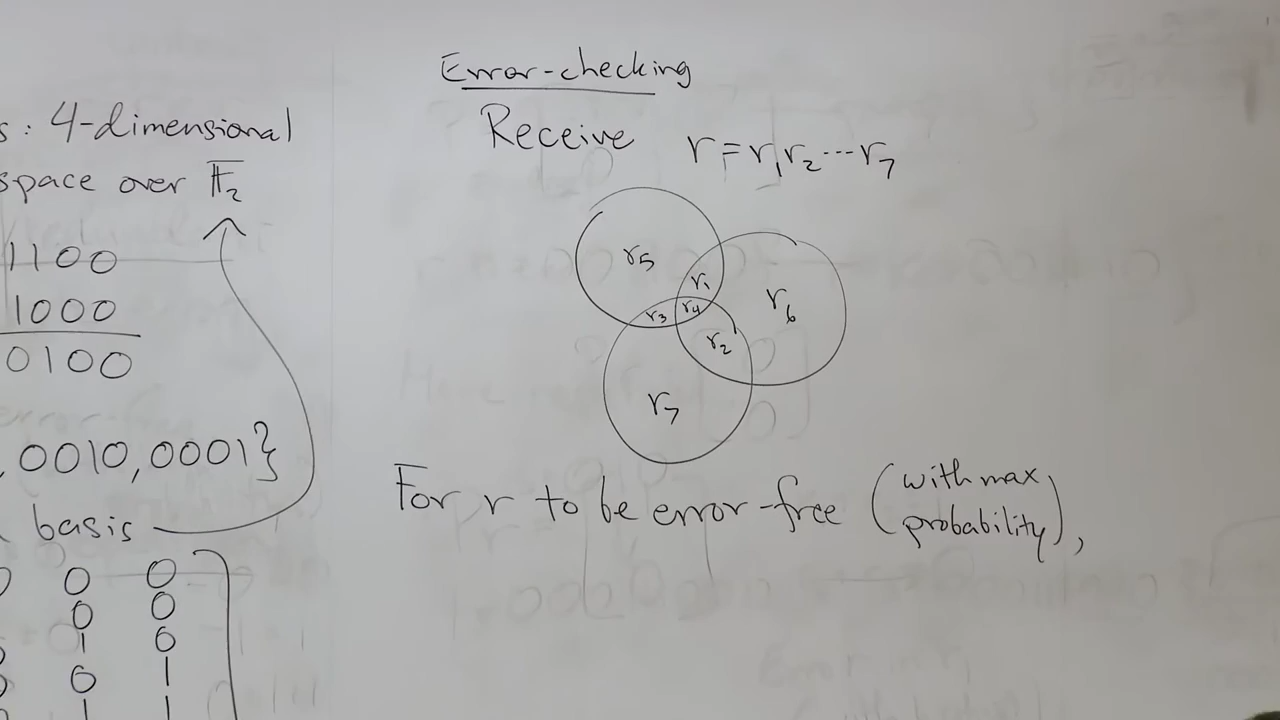 s: 4-dimensional
space over F₂
1100
1000
0100
, 0010, 0001}
basis
0 0
0 0
1 0
0 1
1 1
Error-checking
Receive r=r₁r₂···r₇
r₅
r₁
r₆
r₃ r₄
r₂
r₇
For r to be error-free (with max probability),